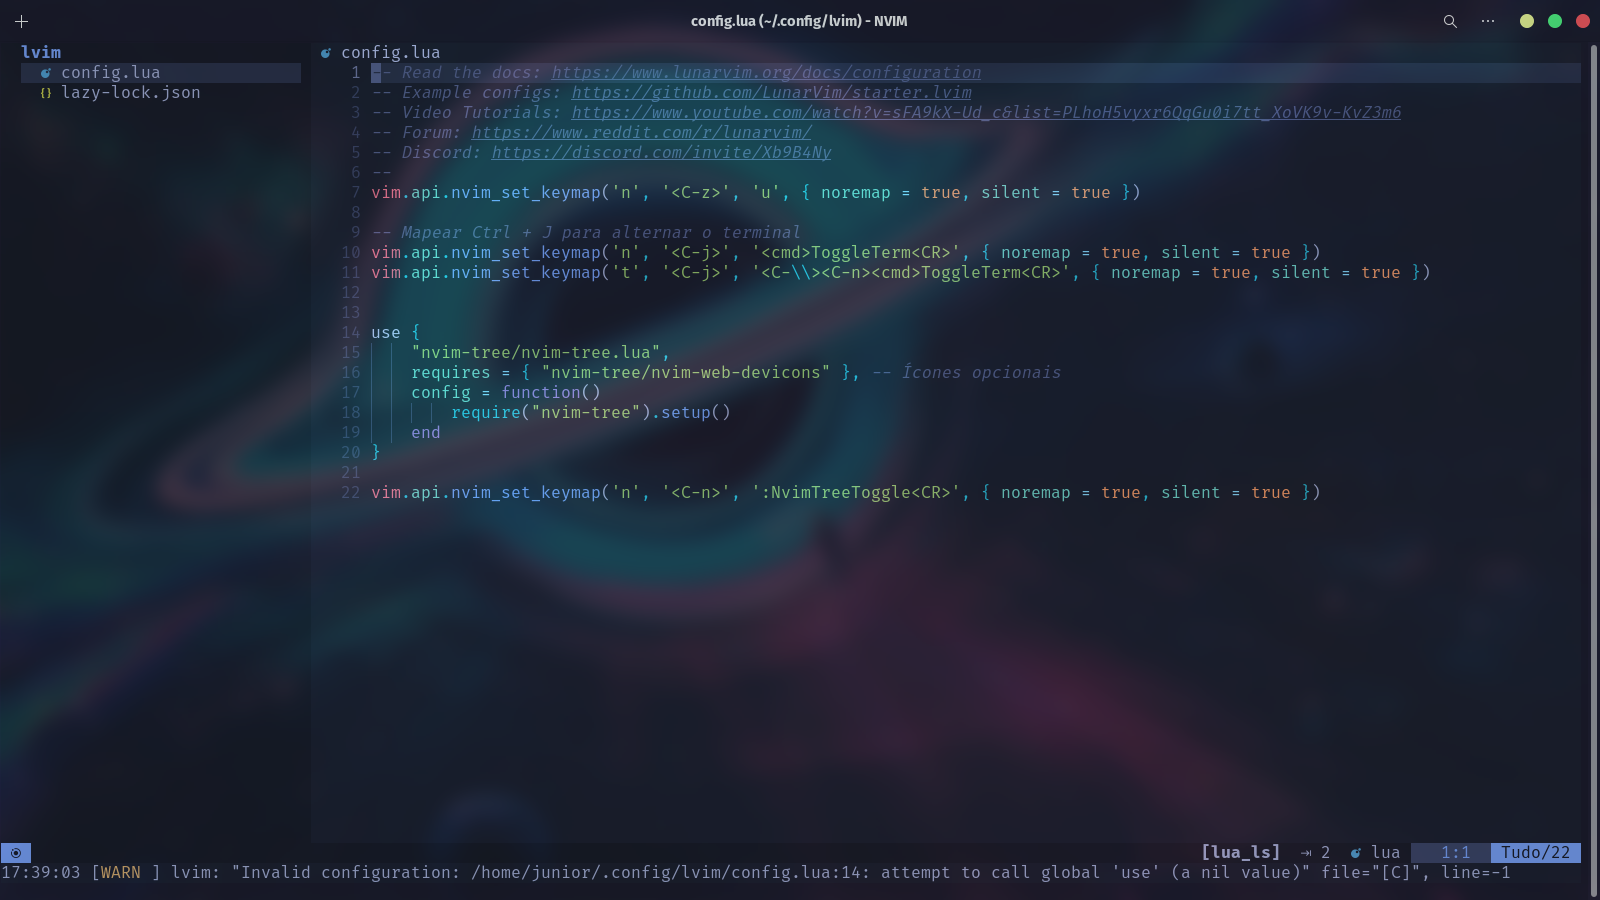 config.lua (~/.config/lvim) - NVIM
lvim
config.lua
lazy-lock.json
config.lua
1 -- Read the docs: https://www.lunarvim.org/docs/configuration
2 -- Example configs: https://github.com/LunarVim/starter.lvim
3 -- Video Tutorials: https://www.youtube.com/watch?v=sFA9kX-Ud_c&list=PLhoH5vyxr6QqGu0i7tt_XoVK9v-KvZ3m6
4 -- Forum: https://www.reddit.com/r/lunarvim/
5 -- Discord: https://discord.com/invite/Xb9B4Ny
6 --
7 vim.api.nvim_set_keymap('n', '<C-z>', 'u', { noremap = true, silent = true })
8
9 -- Mapear Ctrl + J para alternar o terminal
10 vim.api.nvim_set_keymap('n', '<C-j>', '<cmd>ToggleTerm<CR>', { noremap = true, silent = true })
11 vim.api.nvim_set_keymap('t', '<C-j>', '<C-\\><C-n><cmd>ToggleTerm<CR>', { noremap = true, silent = true })
12
13
14 use {
15 "nvim-tree/nvim-tree.lua",
16 requires = { "nvim-tree/nvim-web-devicons" }, -- Ícones opcionais
17 config = function()
18 require("nvim-tree").setup()
19 end
20 }
21
22 vim.api.nvim_set_keymap('n', '<C-n>', ':NvimTreeToggle<CR>', { noremap = true, silent = true })
[lua_ls] ⇥ 2 lua 1:1 Tudo/22
17:39:03 [WARN ] lvim: "Invalid configuration: /home/junior/.config/lvim/config.lua:14: attempt to call global 'use' (a nil value)" file="[C]", line=-1